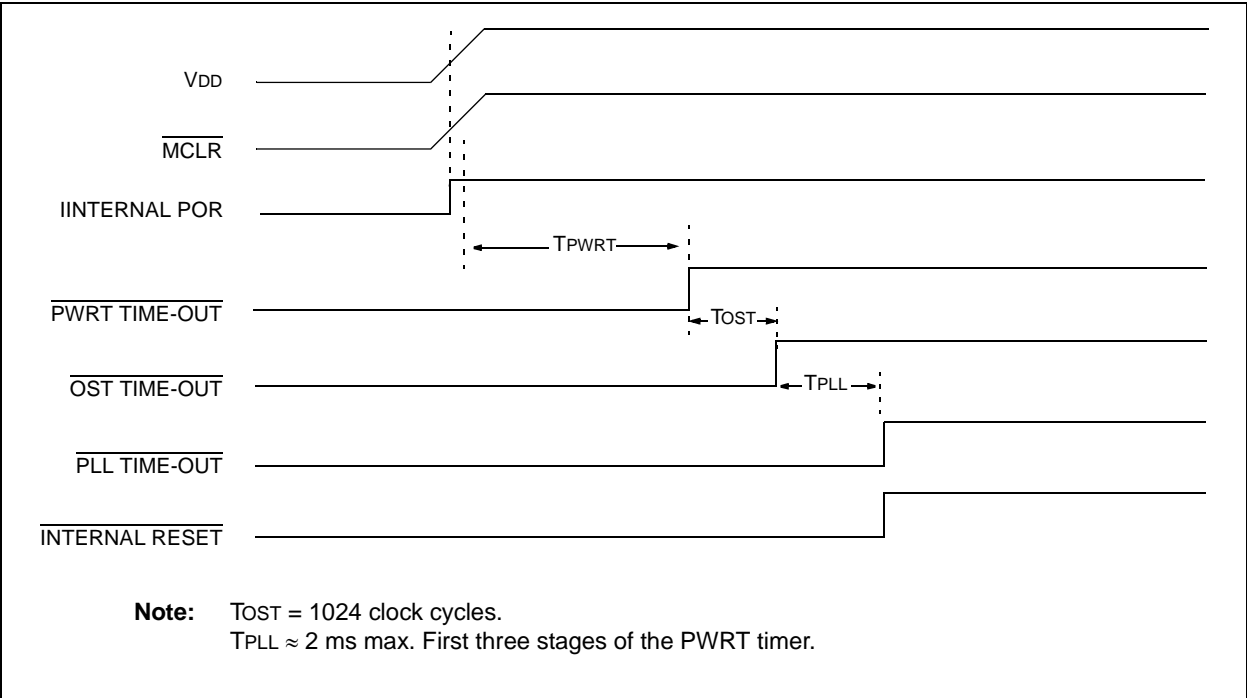 VDD
MCLR
IINTERNAL POR
TPWRT
PWRT TIME-OUT
TOST
OST TIME-OUT
TPLL
PLL TIME-OUT
INTERNAL RESET
Note: TOST = 1024 clock cycles.
TPLL ≈ 2 ms max. First three stages of the PWRT timer.